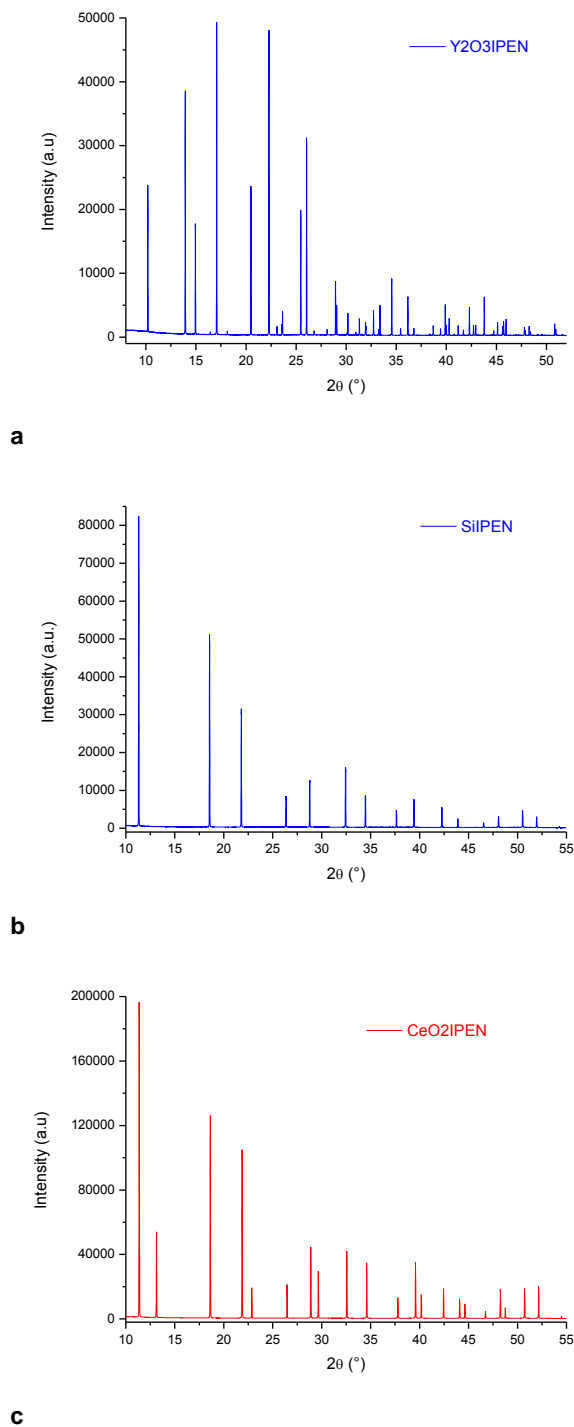 50000
Y2O3IPEN
40000
30000
20000
10000
0
Intensity (a.u)
10 15 20 25 30 35 40 45 50
2θ (°)
a
80000
SiIPEN
70000
60000
50000
40000
30000
20000
10000
0
Intensity (a.u.)
10 15 20 25 30 35 40 45 50 55
2θ (°)
b
200000
CeO2IPEN
160000
120000
80000
40000
0
Intensity (a.u)
10 15 20 25 30 35 40 45 50 55
2θ (°)
c